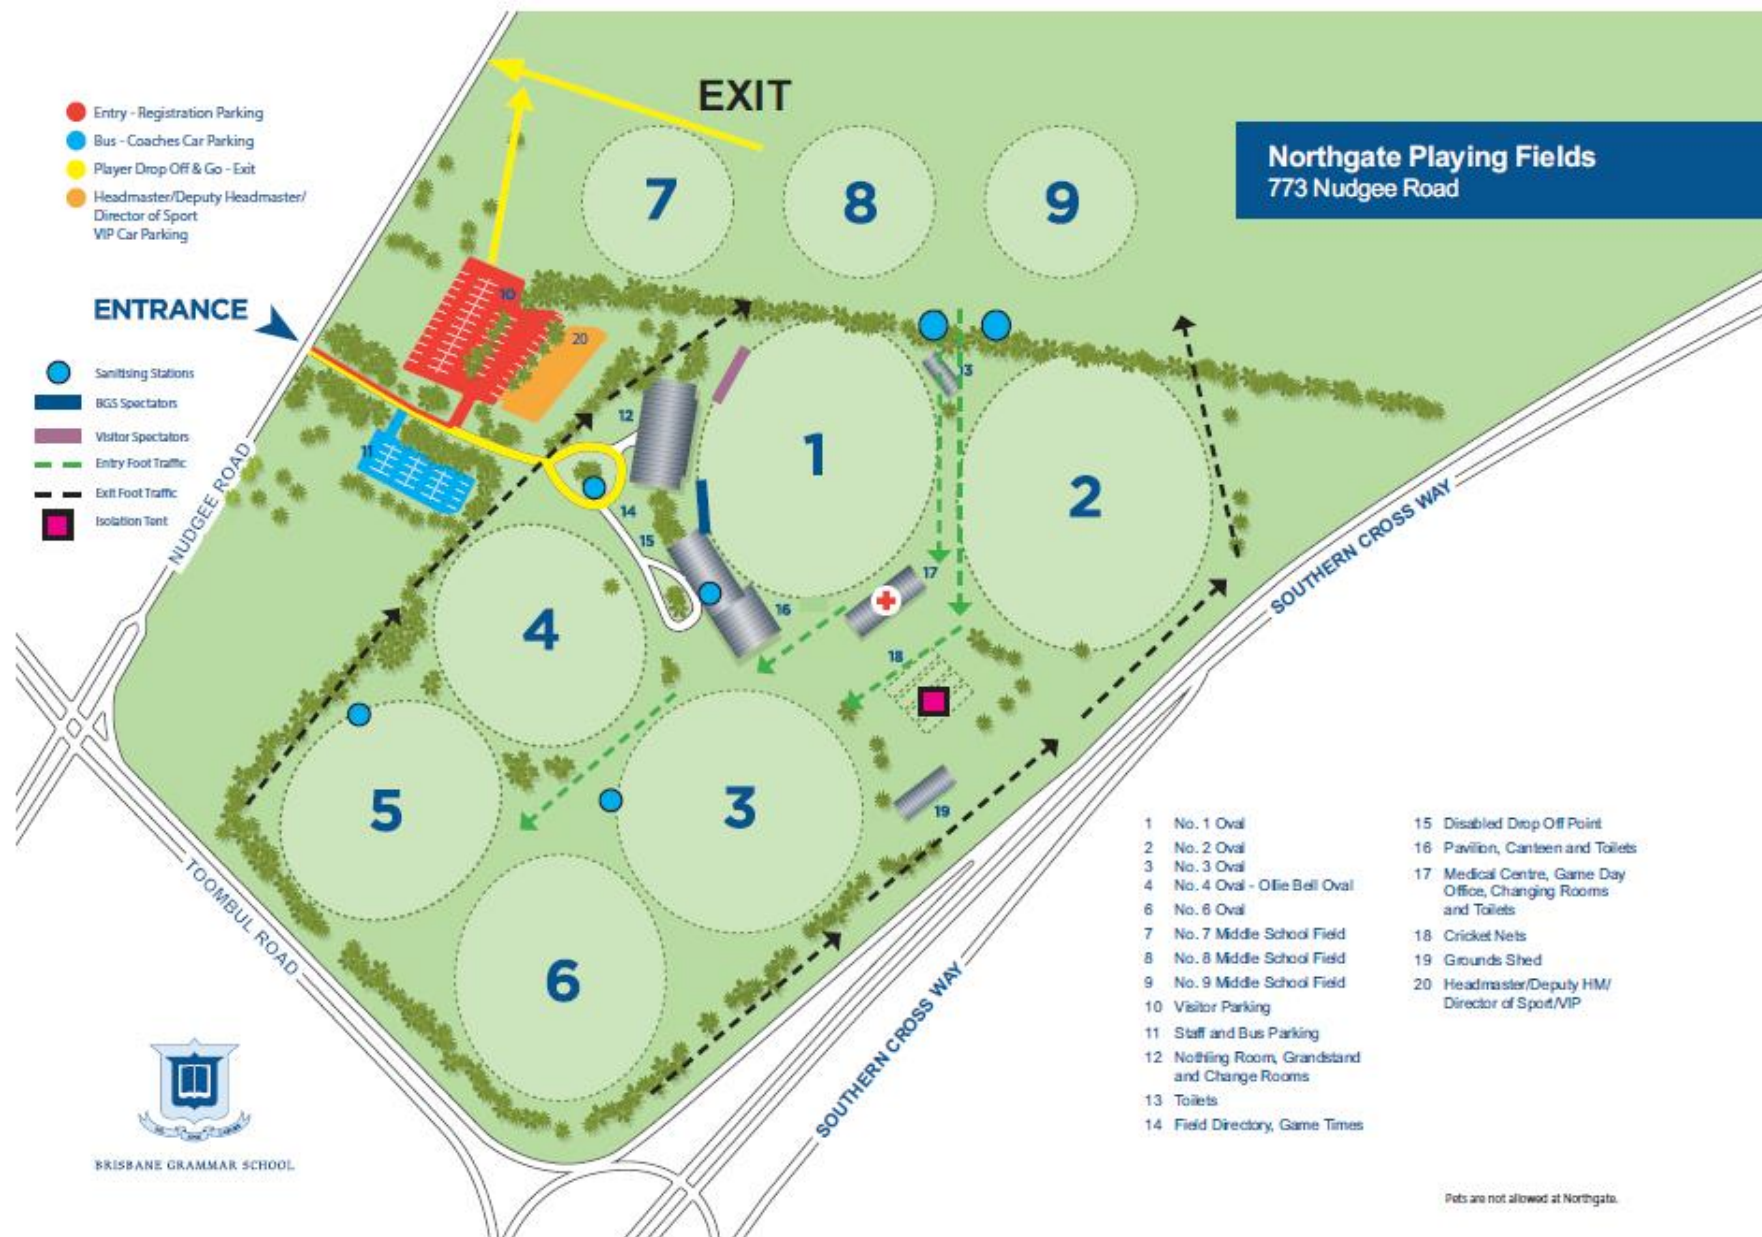 EXIT
Entry - Registration Parking
Bus - Coaches Car Parking
Player Drop Off & Go - Exit
Headmaster/Deputy Headmaster/
Director of Sport
VIP Car Parking
Northgate Playing Fields
773 Nudgee Road
7
8
9
ENTRANCE
10
20
Sanitising Stations
BGS Spectators
Visitor Spectators
Entry Foot Traffic
Exit Foot Traffic
Isolation Tent
NUDGEE ROAD
11
12
13
1
2
14
15
16
17
18
4
5
3
19
6
SOUTHERN CROSS WAY
SOUTHERN CROSS WAY
TOOMBUL ROAD
1 No. 1 Oval
2 No. 2 Oval
3 No. 3 Oval
4 No. 4 Oval - Ollie Bell Oval
6 No. 6 Oval
7 No. 7 Middle School Field
8 No. 8 Middle School Field
9 No. 9 Middle School Field
10 Visitor Parking
11 Staff and Bus Parking
12 Nothling Room, Grandstand
and Change Rooms
13 Toilets
14 Field Directory, Game Times
15 Disabled Drop Off Point
16 Pavilion, Canteen and Toilets
17 Medical Centre, Game Day
Office, Changing Rooms
and Toilets
18 Cricket Nets
19 Grounds Shed
20 Headmaster/Deputy HM/
Director of Sport/VIP
BRISBANE GRAMMAR SCHOOL
Pets are not allowed at Northgate.